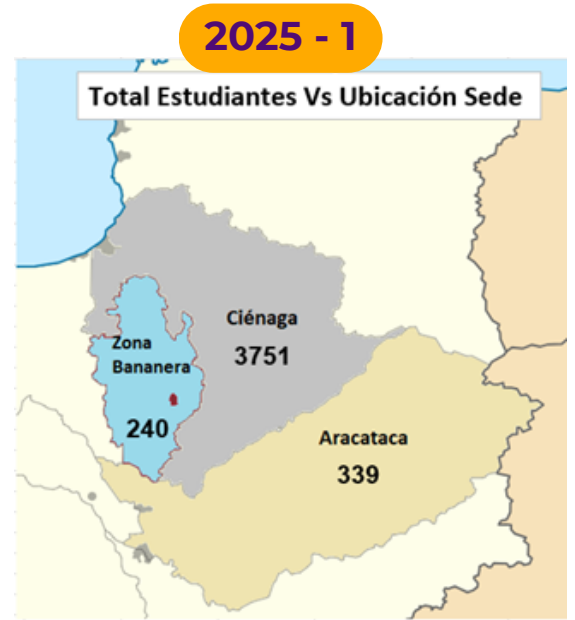 2025 - 1
Total Estudiantes Vs Ubicación Sede
Ciénaga
3751
Zona
Bananera
240
Aracataca
339